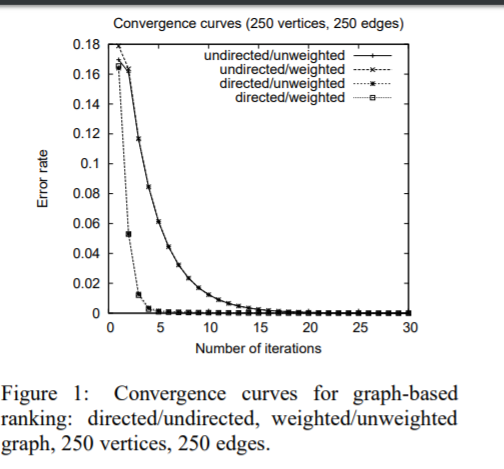 Convergence curves (250 vertices, 250 edges)
0.18
0.16
0.14
0.12
0.1
0.08
0.06
0.04
0.02
0
Error rate
undirected/unweighted
undirected/weighted
directed/unweighted
directed/weighted
0 5 10 15 20 25 30
Number of iterations
Figure 1: Convergence curves for graph-based
ranking: directed/undirected, weighted/unweighted
graph, 250 vertices, 250 edges.